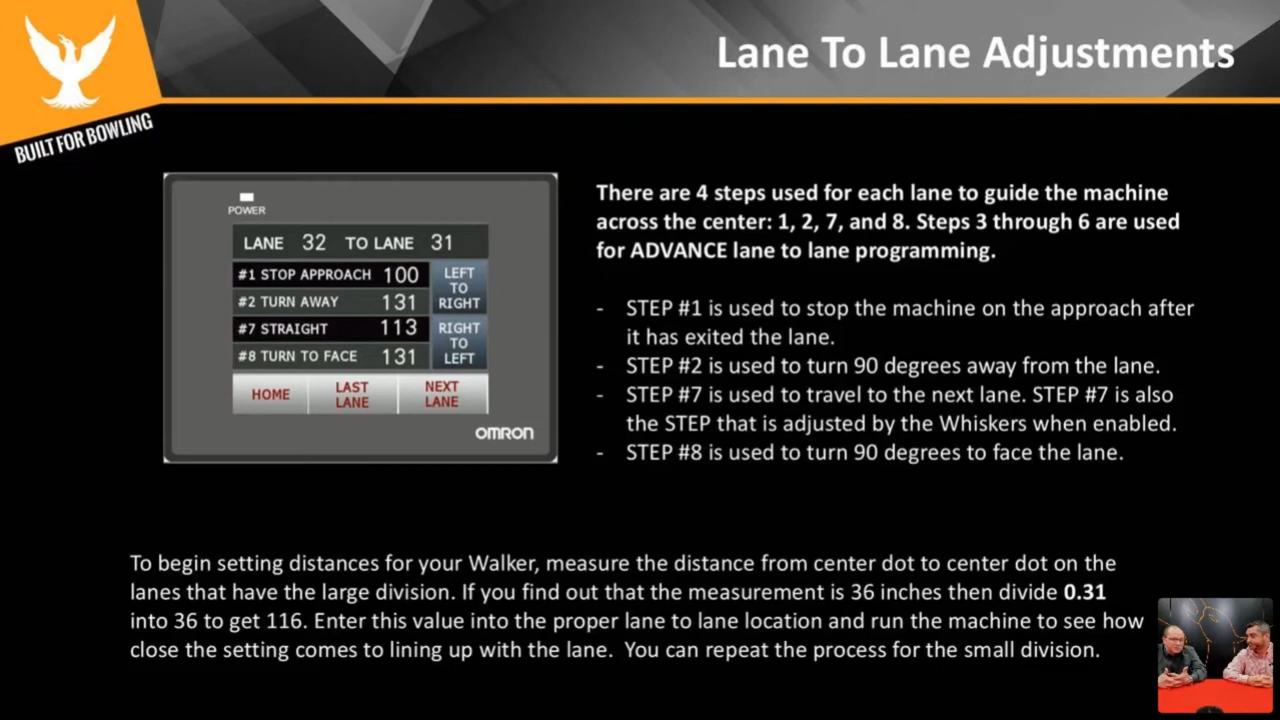 Lane To Lane Adjustments
BUILT FOR BOWLING
POWER
LANE 32 TO LANE 31
#1 STOP APPROACH 100
#2 TURN AWAY 131
LEFT
TO
RIGHT
#7 STRAIGHT 113
#8 TURN TO FACE 131
RIGHT
TO
LEFT
HOME
LAST
LANE
NEXT
LANE
OMRON
There are 4 steps used for each lane to guide the machine
across the center: 1, 2, 7, and 8. Steps 3 through 6 are used
for ADVANCE lane to lane programming.
- STEP #1 is used to stop the machine on the approach after
it has exited the lane.
- STEP #2 is used to turn 90 degrees away from the lane.
- STEP #7 is used to travel to the next lane. STEP #7 is also
the STEP that is adjusted by the Whiskers when enabled.
- STEP #8 is used to turn 90 degrees to face the lane.
To begin setting distances for your Walker, measure the distance from center dot to center dot on the
lanes that have the large division. If you find out that the measurement is 36 inches then divide 0.31
into 36 to get 116. Enter this value into the proper lane to lane location and run the machine to see how
close the setting comes to lining up with the lane. You can repeat the process for the small division.